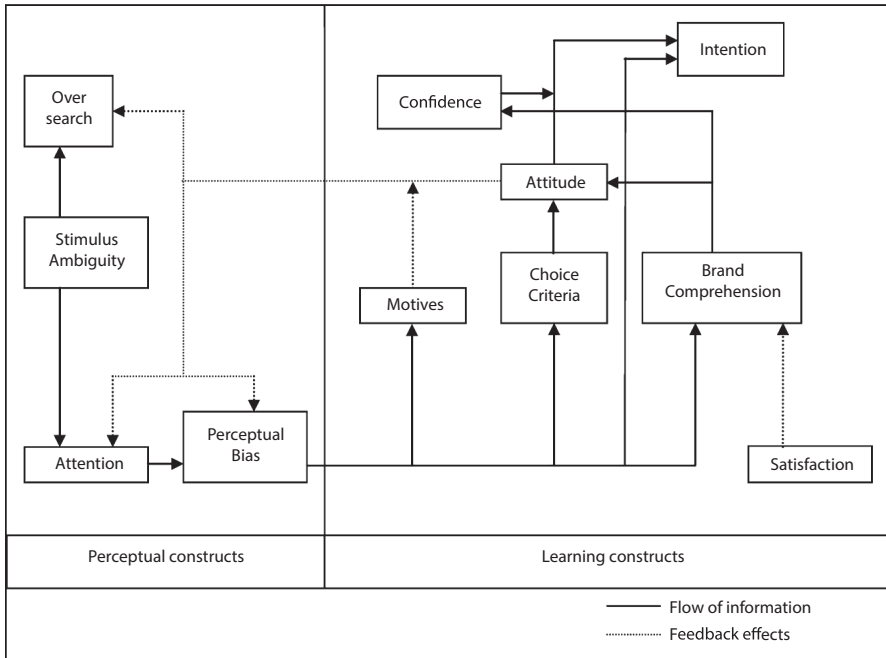 Intention
Over
search
Confidence
Attitude
Stimulus
Ambiguity
Choice
Criteria
Brand
Comprehension
Motives
Perceptual
Bias
Attention
Satisfaction
Perceptual constructs
Learning constructs
Flow of information
Feedback effects